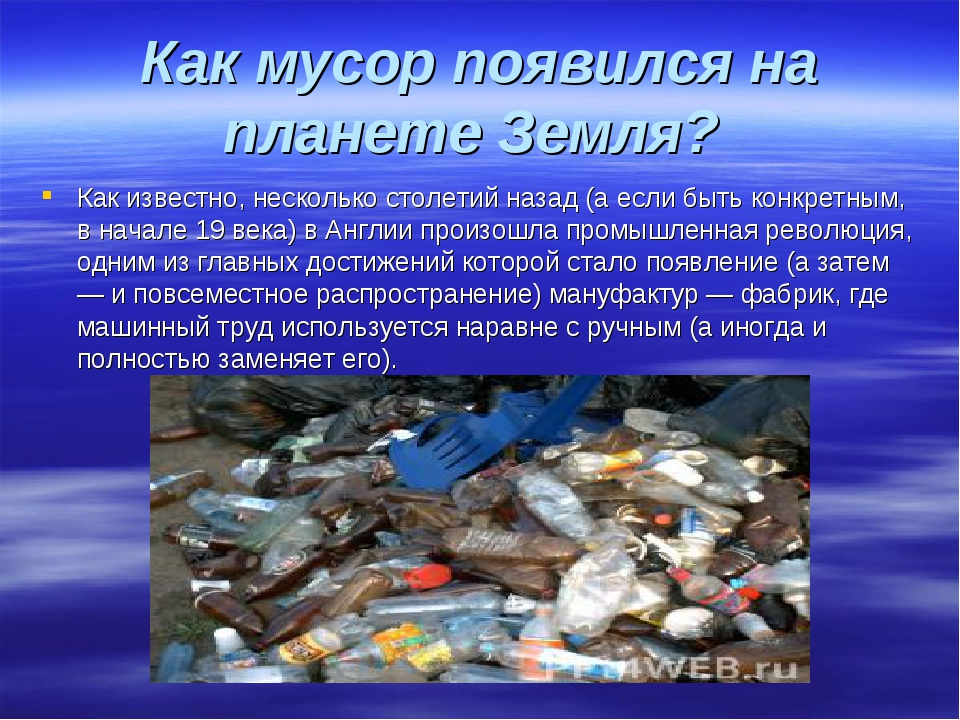 Как мусор появился на
планете Земля?
Как известно, несколько столетий назад (а если быть конкретным,
в начале 19 века) в Англии произошла промышленная революция,
одним из главных достижений которой стало появление (а затем
— и повсеместное распространение) мануфактур — фабрик, где
машинный труд используется наравне с ручным (а иногда и
полностью заменяет его).
PPT4WEB.ru